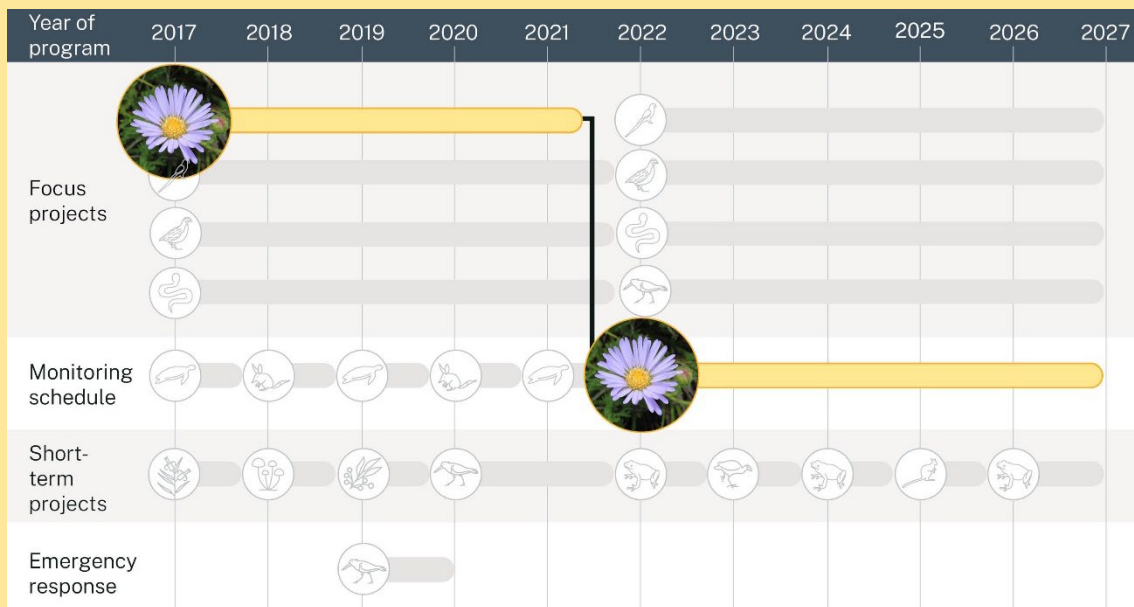 Year of
program
2017 2018 2019 2020 2021 2022 2023 2024 2025 2026 2027
Focus
projects
Monitoring
schedule
Short-
term
projects
Emergency
response